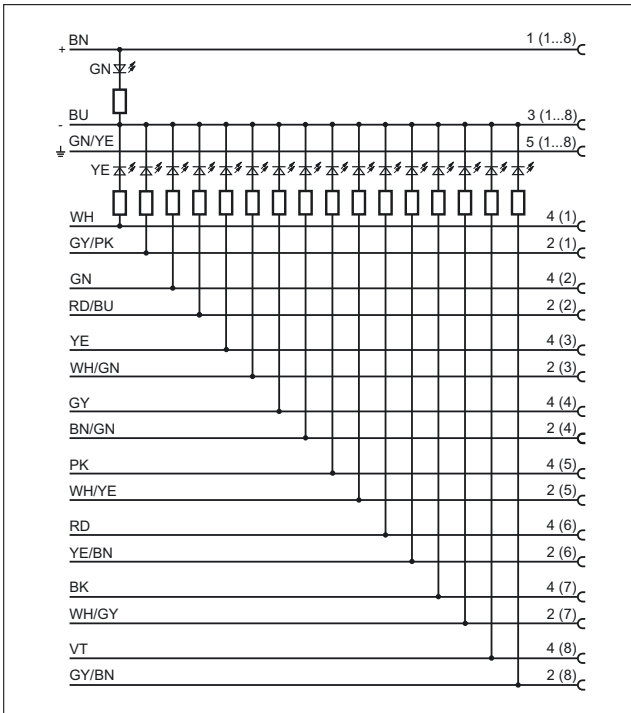 BN 1 (1...8)
+
GN
BU 3 (1...8)
-
GN/YE 5 (1...8)
YE
WH 4 (1)
GY/PK 2 (1)
GN 4 (2)
RD/BU 2 (2)
YE 4 (3)
WH/GN 2 (3)
GY 4 (4)
BN/GN 2 (4)
PK 4 (5)
WH/YE 2 (5)
RD 4 (6)
YE/BN 2 (6)
BK 4 (7)
WH/GY 2 (7)
VT 4 (8)
GY/BN 2 (8)